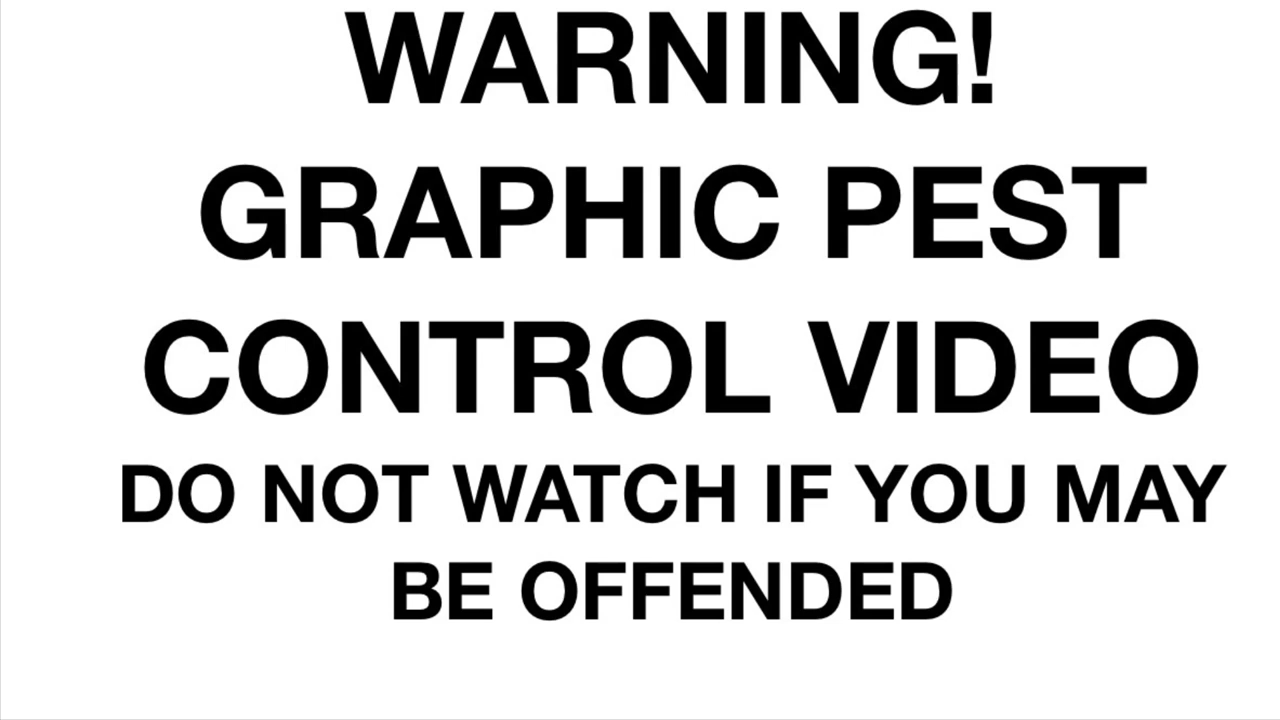 WARNING!
GRAPHIC PEST
CONTROL VIDEO
DO NOT WATCH IF YOU MAY
BE OFFENDED